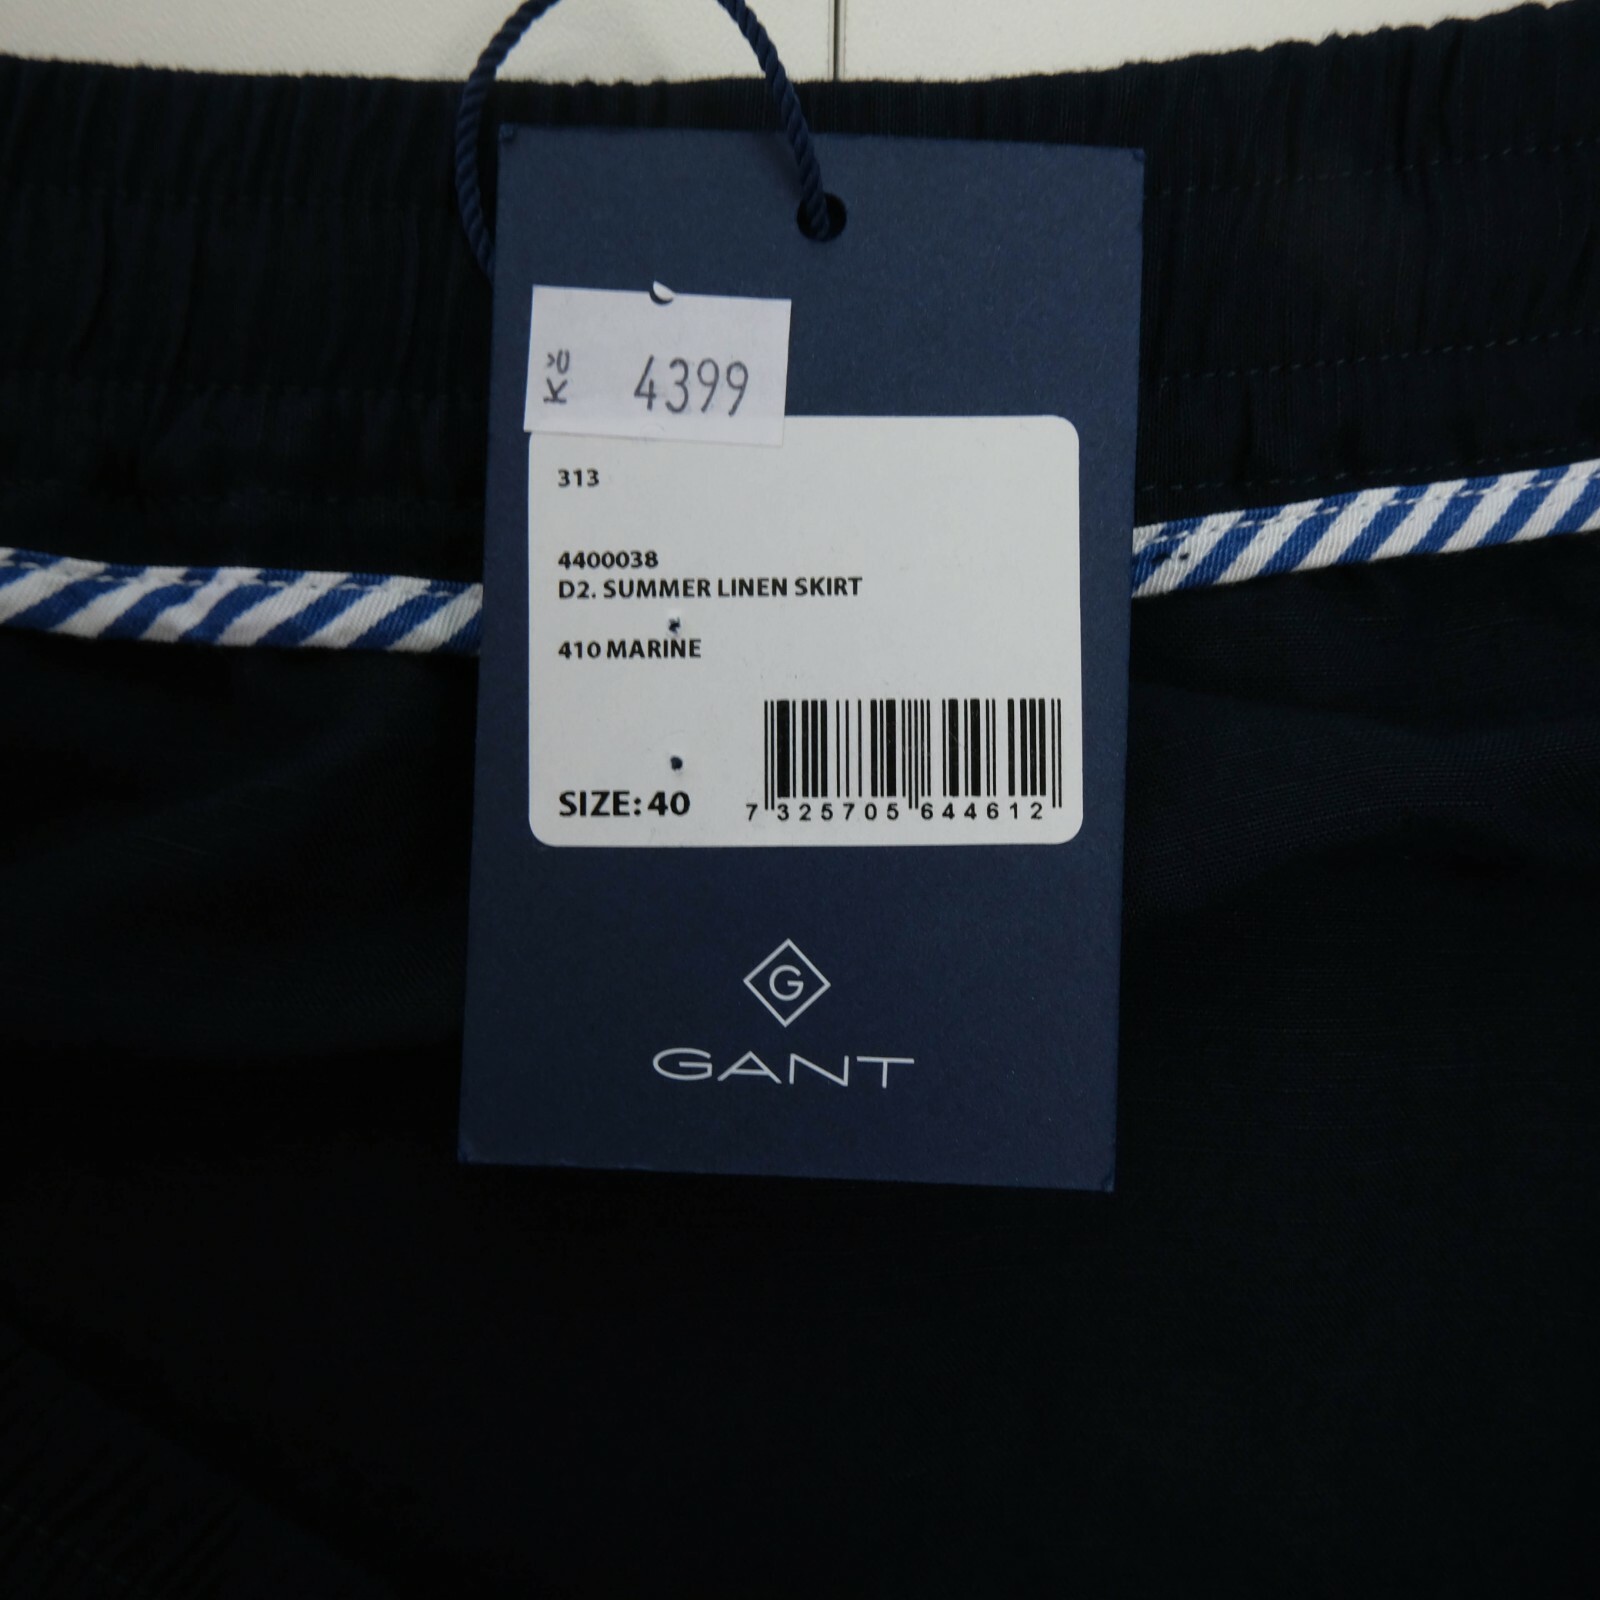 Kč 4399
313
4400038
D2. SUMMER LINEN SKIRT
410 MARINE
SIZE: 40
7 325705 644612
G
GANT